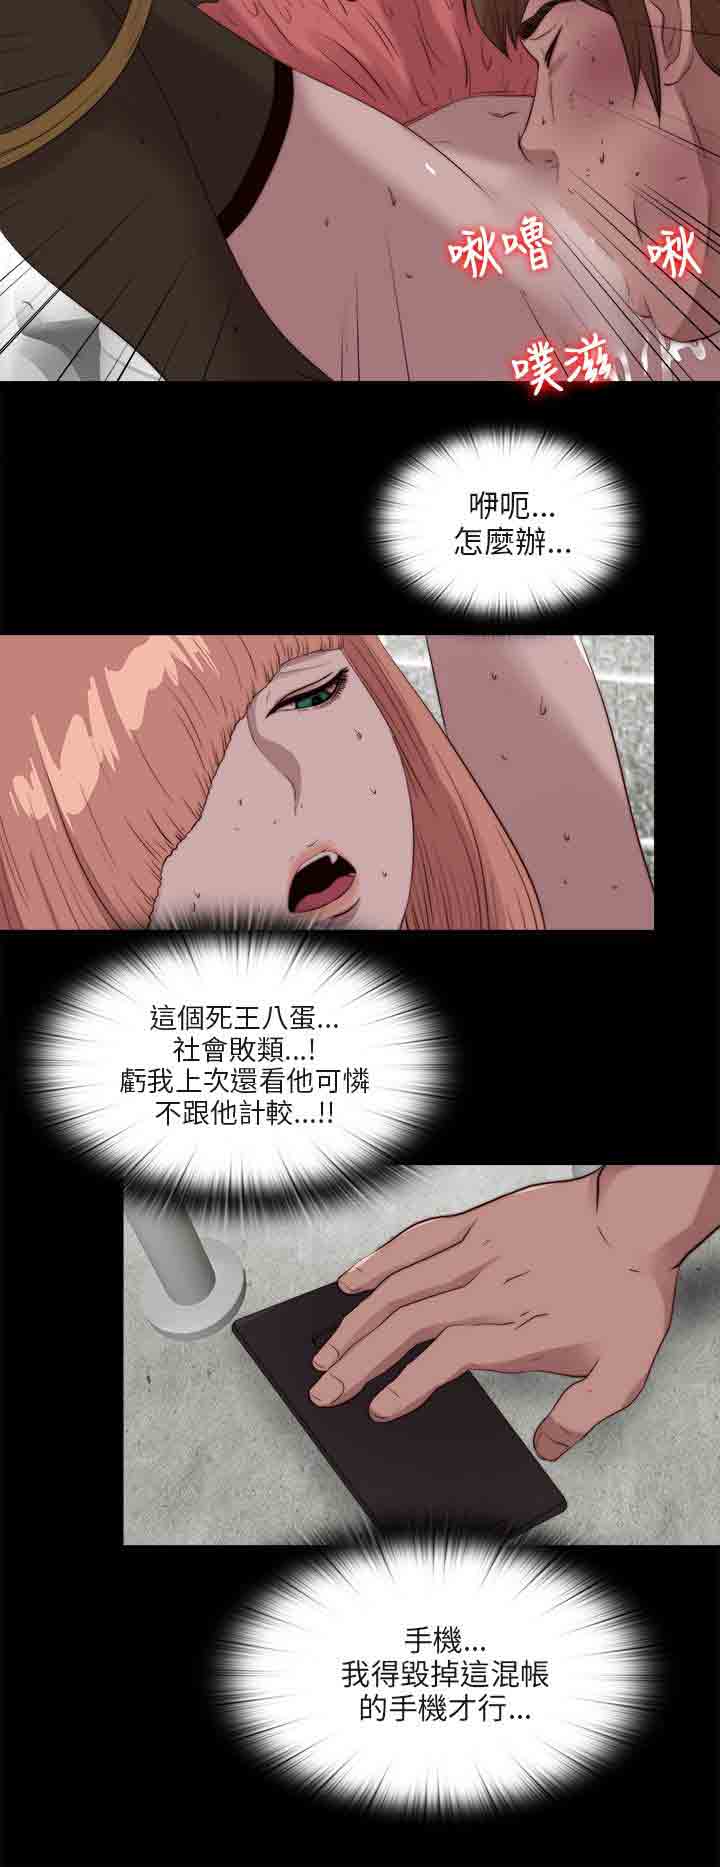 啾嚕
啾
噗滋
咿呃...
怎麼辦...
這個死王八蛋...
社會敗類...!
虧我上次還看他可憐
不跟他計較...!!
手機...
我得毀掉這混帳
的手機才行...